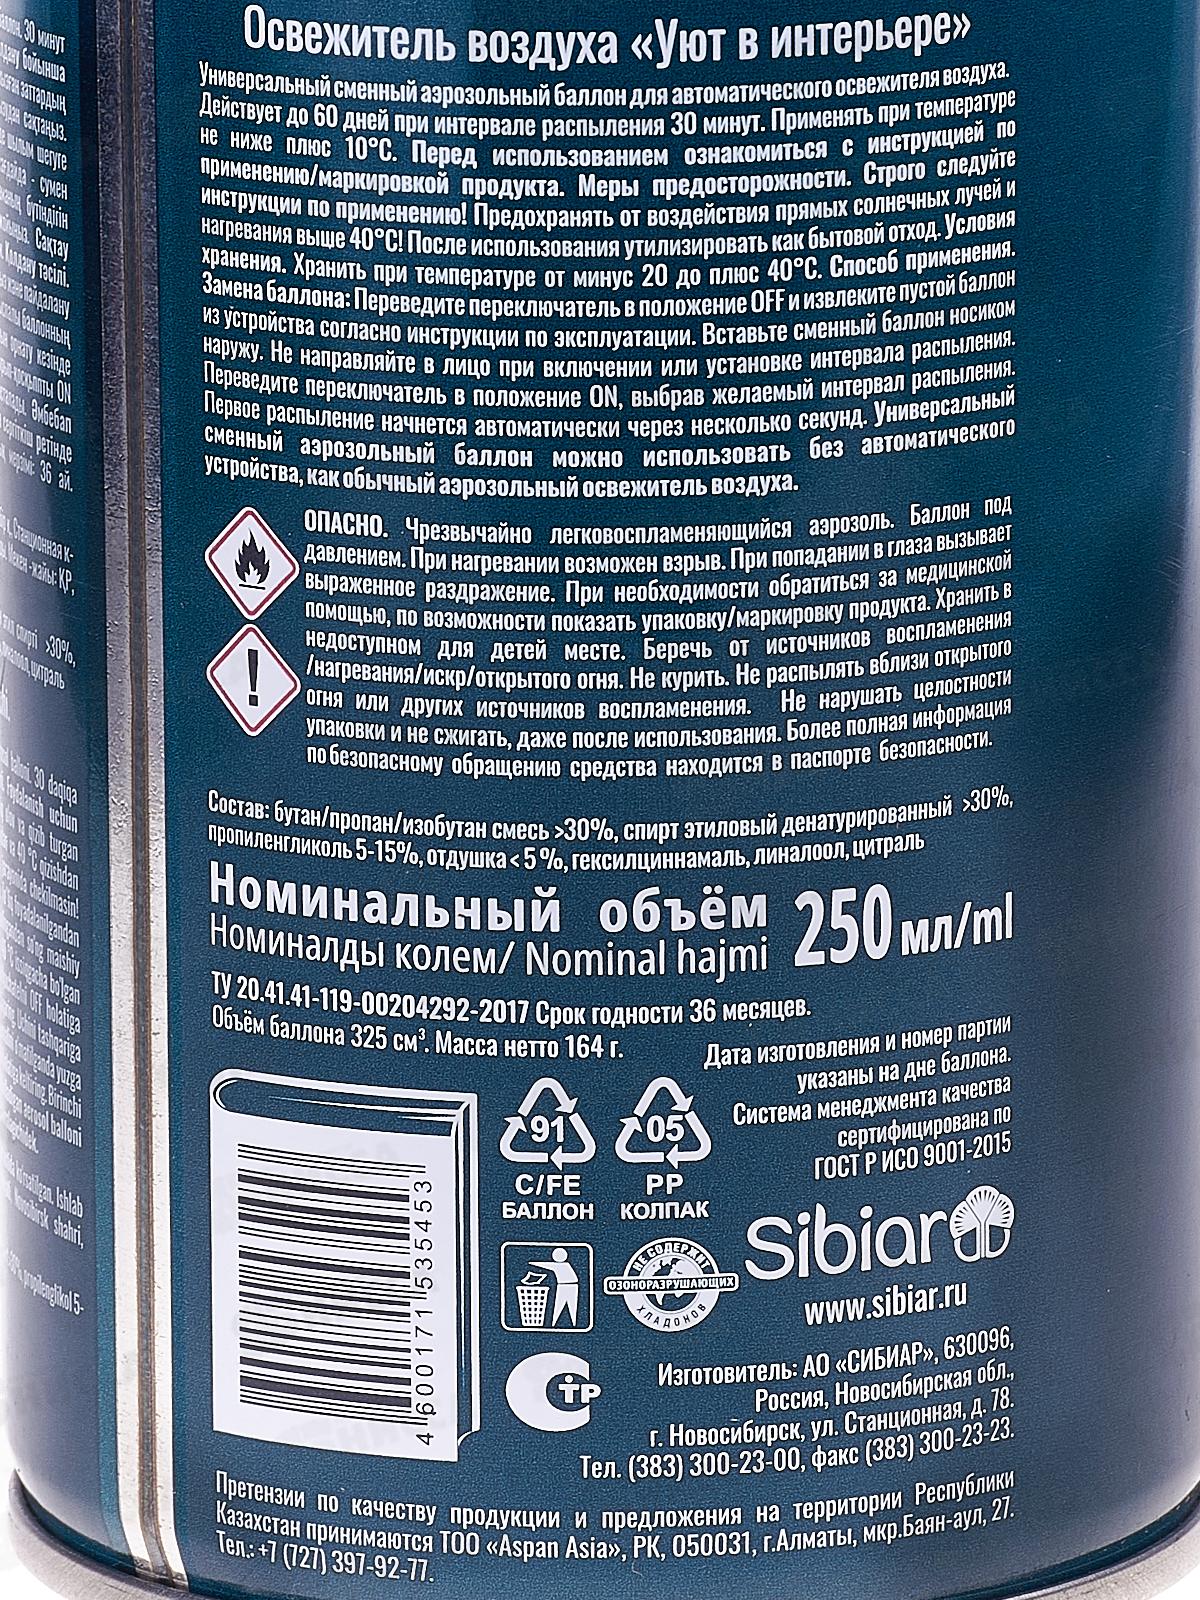 Освежитель воздуха «Уют в интерьере»
Универсальный сменный аэрозольный баллон для автоматического освежителя воздуха.
Действует до 60 дней при интервале распыления 30 минут. Применять при температуре
не ниже плюс 10°С. Перед использованием ознакомиться с инструкцией по
применению/маркировкой продукта. Меры предосторожности. Строго следуйте
инструкции по применению! Предохранять от воздействия прямых солнечных лучей и
нагревания выше 40°С! После использования утилизировать как бытовой отход. Условия
хранения. Хранить при температуре от минус 20 до плюс 40°С. Способ применения.
Замена баллона: Переведите переключатель в положение OFF и извлеките пустой баллон
из устройства согласно инструкции по эксплуатации. Вставьте сменный баллон носиком
наружу. Не направляйте в лицо при включении или установке интервала распыления.
Переведите переключатель в положение ON, выбрав желаемый интервал распыления.
Первое распыление начнется автоматически через несколько секунд. Универсальный
сменный аэрозольный баллон можно использовать без автоматического
устройства, как обычный аэрозольный освежитель воздуха.
ОПАСНО. Чрезвычайно легковоспламеняющийся аэрозоль. Баллон под
давлением. При нагревании возможен взрыв. При попадании в глаза вызывает
выраженное раздражение. При необходимости обратиться за медицинской
помощью, по возможности показать упаковку/маркировку продукта. Хранить в
недоступном для детей месте. Беречь от источников воспламенения
/нагревания/искр/открытого огня. Не курить. Не распылять вблизи открытого
огня или других источников воспламенения. Не нарушать целостности
упаковки и не сжигать, даже после использования. Более полная информация
по безопасному обращению средства находится в паспорте безопасности.
Состав: бутан/пропан/изобутан смесь >30%, спирт этиловый денатурированный >30%,
пропиленгликоль 5-15%, отдушка < 5 %, гексилциннамаль, линалоол, цитраль
Номинальный объём 250 мл/ml
Номиналды колем/ Nominal hajmi
ТУ 20.41.41-119-00204292-2017 Срок годности 36 месяцев.
Объём баллона 325 см³. Масса нетто 164 г.
Дата изготовления и номер партии
указаны на дне баллона.
Система менеджмента качества
сертифицирована по
ГОСТ Р ИСО 9001-2015
91
C/FE
БАЛЛОН
05
PP
КОЛПАК
4 600171 535453
Sibiar
www.sibiar.ru
НЕ СОДЕРЖИТ
ОЗОНОРАЗРУШАЮЩИХ
ХЛАДОНОВ
СТР
Изготовитель: АО «СИБИАР», 630096,
Россия, Новосибирская обл.,
г. Новосибирск, ул. Станционная, д. 78.
Тел. (383) 300-23-00, факс (383) 300-23-23.
Претензии по качеству продукции и предложения на территории Республики
Казахстан принимаются ТОО «Aspan Asia», РК, 050031, г.Алматы, мкр.Баян-аул, 27.
Тел.: +7 (727) 397-92-77.